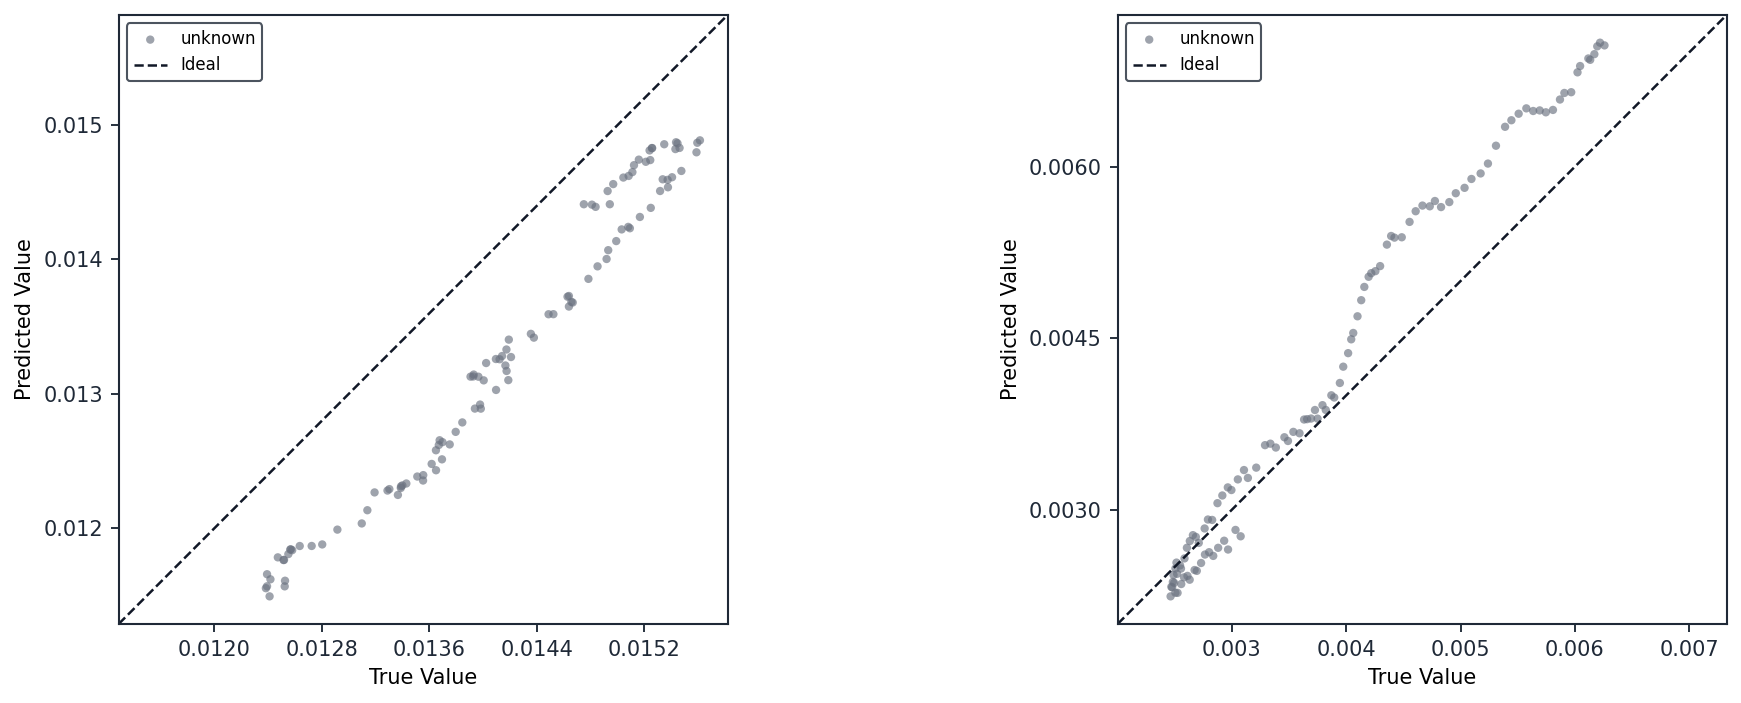 unknown
Ideal
0.015
0.014
0.013
0.012
Predicted Value
0.0120 0.0128 0.0136 0.0144 0.0152
True Value
unknown
Ideal
0.0060
0.0045
0.0030
Predicted Value
0.003 0.004 0.005 0.006 0.007
True Value